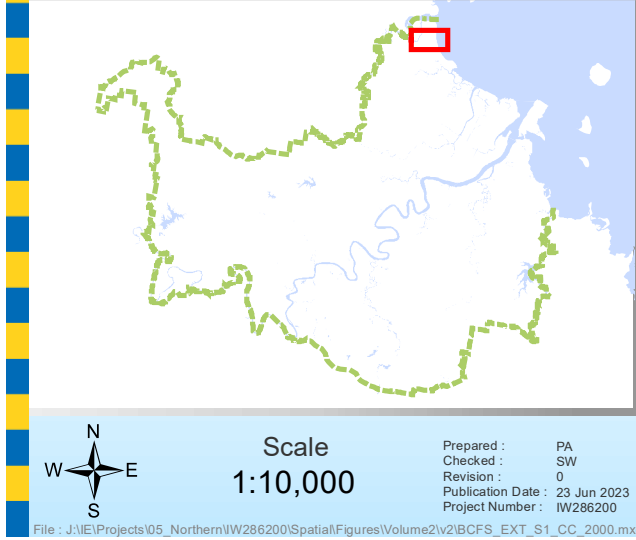 N
W E
S
Scale
1:10,000
Prepared : PA
Checked : SW
Revision : 0
Publication Date : 23 Jun 2023
Project Number : IW286200
File : J:\IE\Projects\05_Northern\IW286200\Spatial\Figures\Volume2\v2\BCFS_EXT_S1_CC_2000.mx